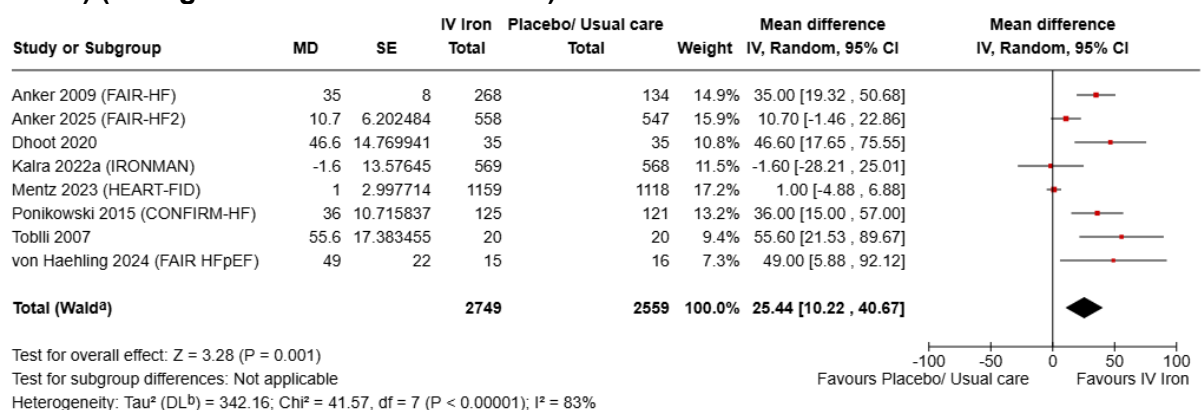 IV Iron Placebo/ Usual care Mean difference Mean difference
Study or Subgroup MD SE Total Total Weight IV, Random, 95% CI IV, Random, 95% CI
Anker 2009 (FAIR-HF) 35 8 268 134 14.9% 35.00 [19.32 , 50.68]
Anker 2025 (FAIR-HF2) 10.7 6.202484 558 547 15.9% 10.70 [-1.46 , 22.86]
Dhoot 2020 46.6 14.769941 35 35 10.8% 46.60 [17.65 , 75.55]
Kalra 2022a (IRONMAN) -1.6 13.57645 569 568 11.5% -1.60 [-28.21 , 25.01]
Mentz 2023 (HEART-FID) 1 2.997714 1159 1118 17.2% 1.00 [-4.88 , 6.88]
Ponikowski 2015 (CONFIRM-HF) 36 10.715837 125 121 13.2% 36.00 [15.00 , 57.00]
Toblli 2007 55.6 17.383455 20 20 9.4% 55.60 [21.53 , 89.67]
von Haehling 2024 (FAIR HFpEF) 49 22 15 16 7.3% 49.00 [5.88 , 92.12]
Total (Walda) 2749 2559 100.0% 25.44 [10.22 , 40.67]
Test for overall effect: Z = 3.28 (P = 0.001)
-100 -50 0 50 100
Test for subgroup differences: Not applicable
Favours Placebo/ Usual care Favours IV Iron
Heterogeneity: Tau² (DLb) = 342.16; Chi² = 41.57, df = 7 (P < 0.00001); I² = 83%